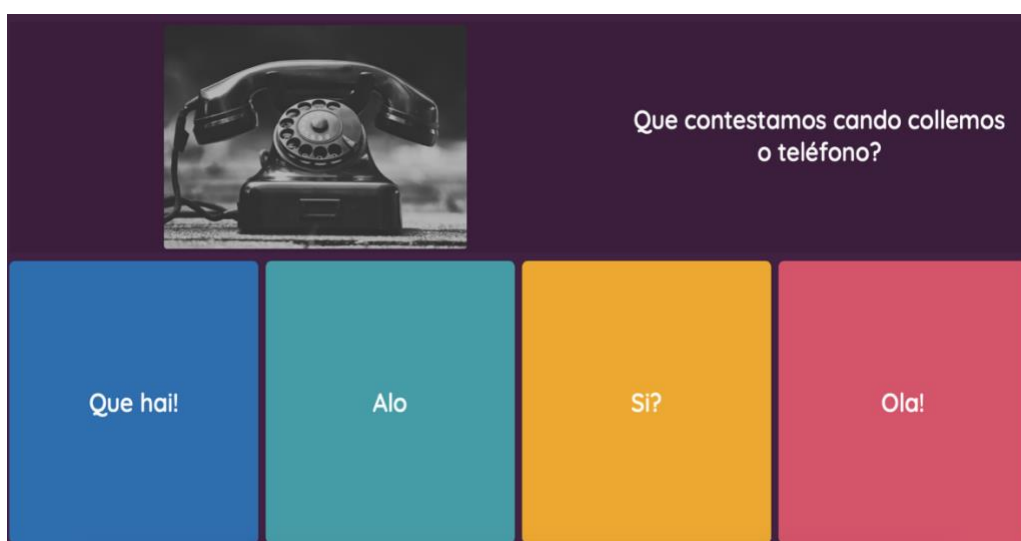 Que contestamos cando collemos
o teléfono?
Que hai!
Alo
Si?
Ola!